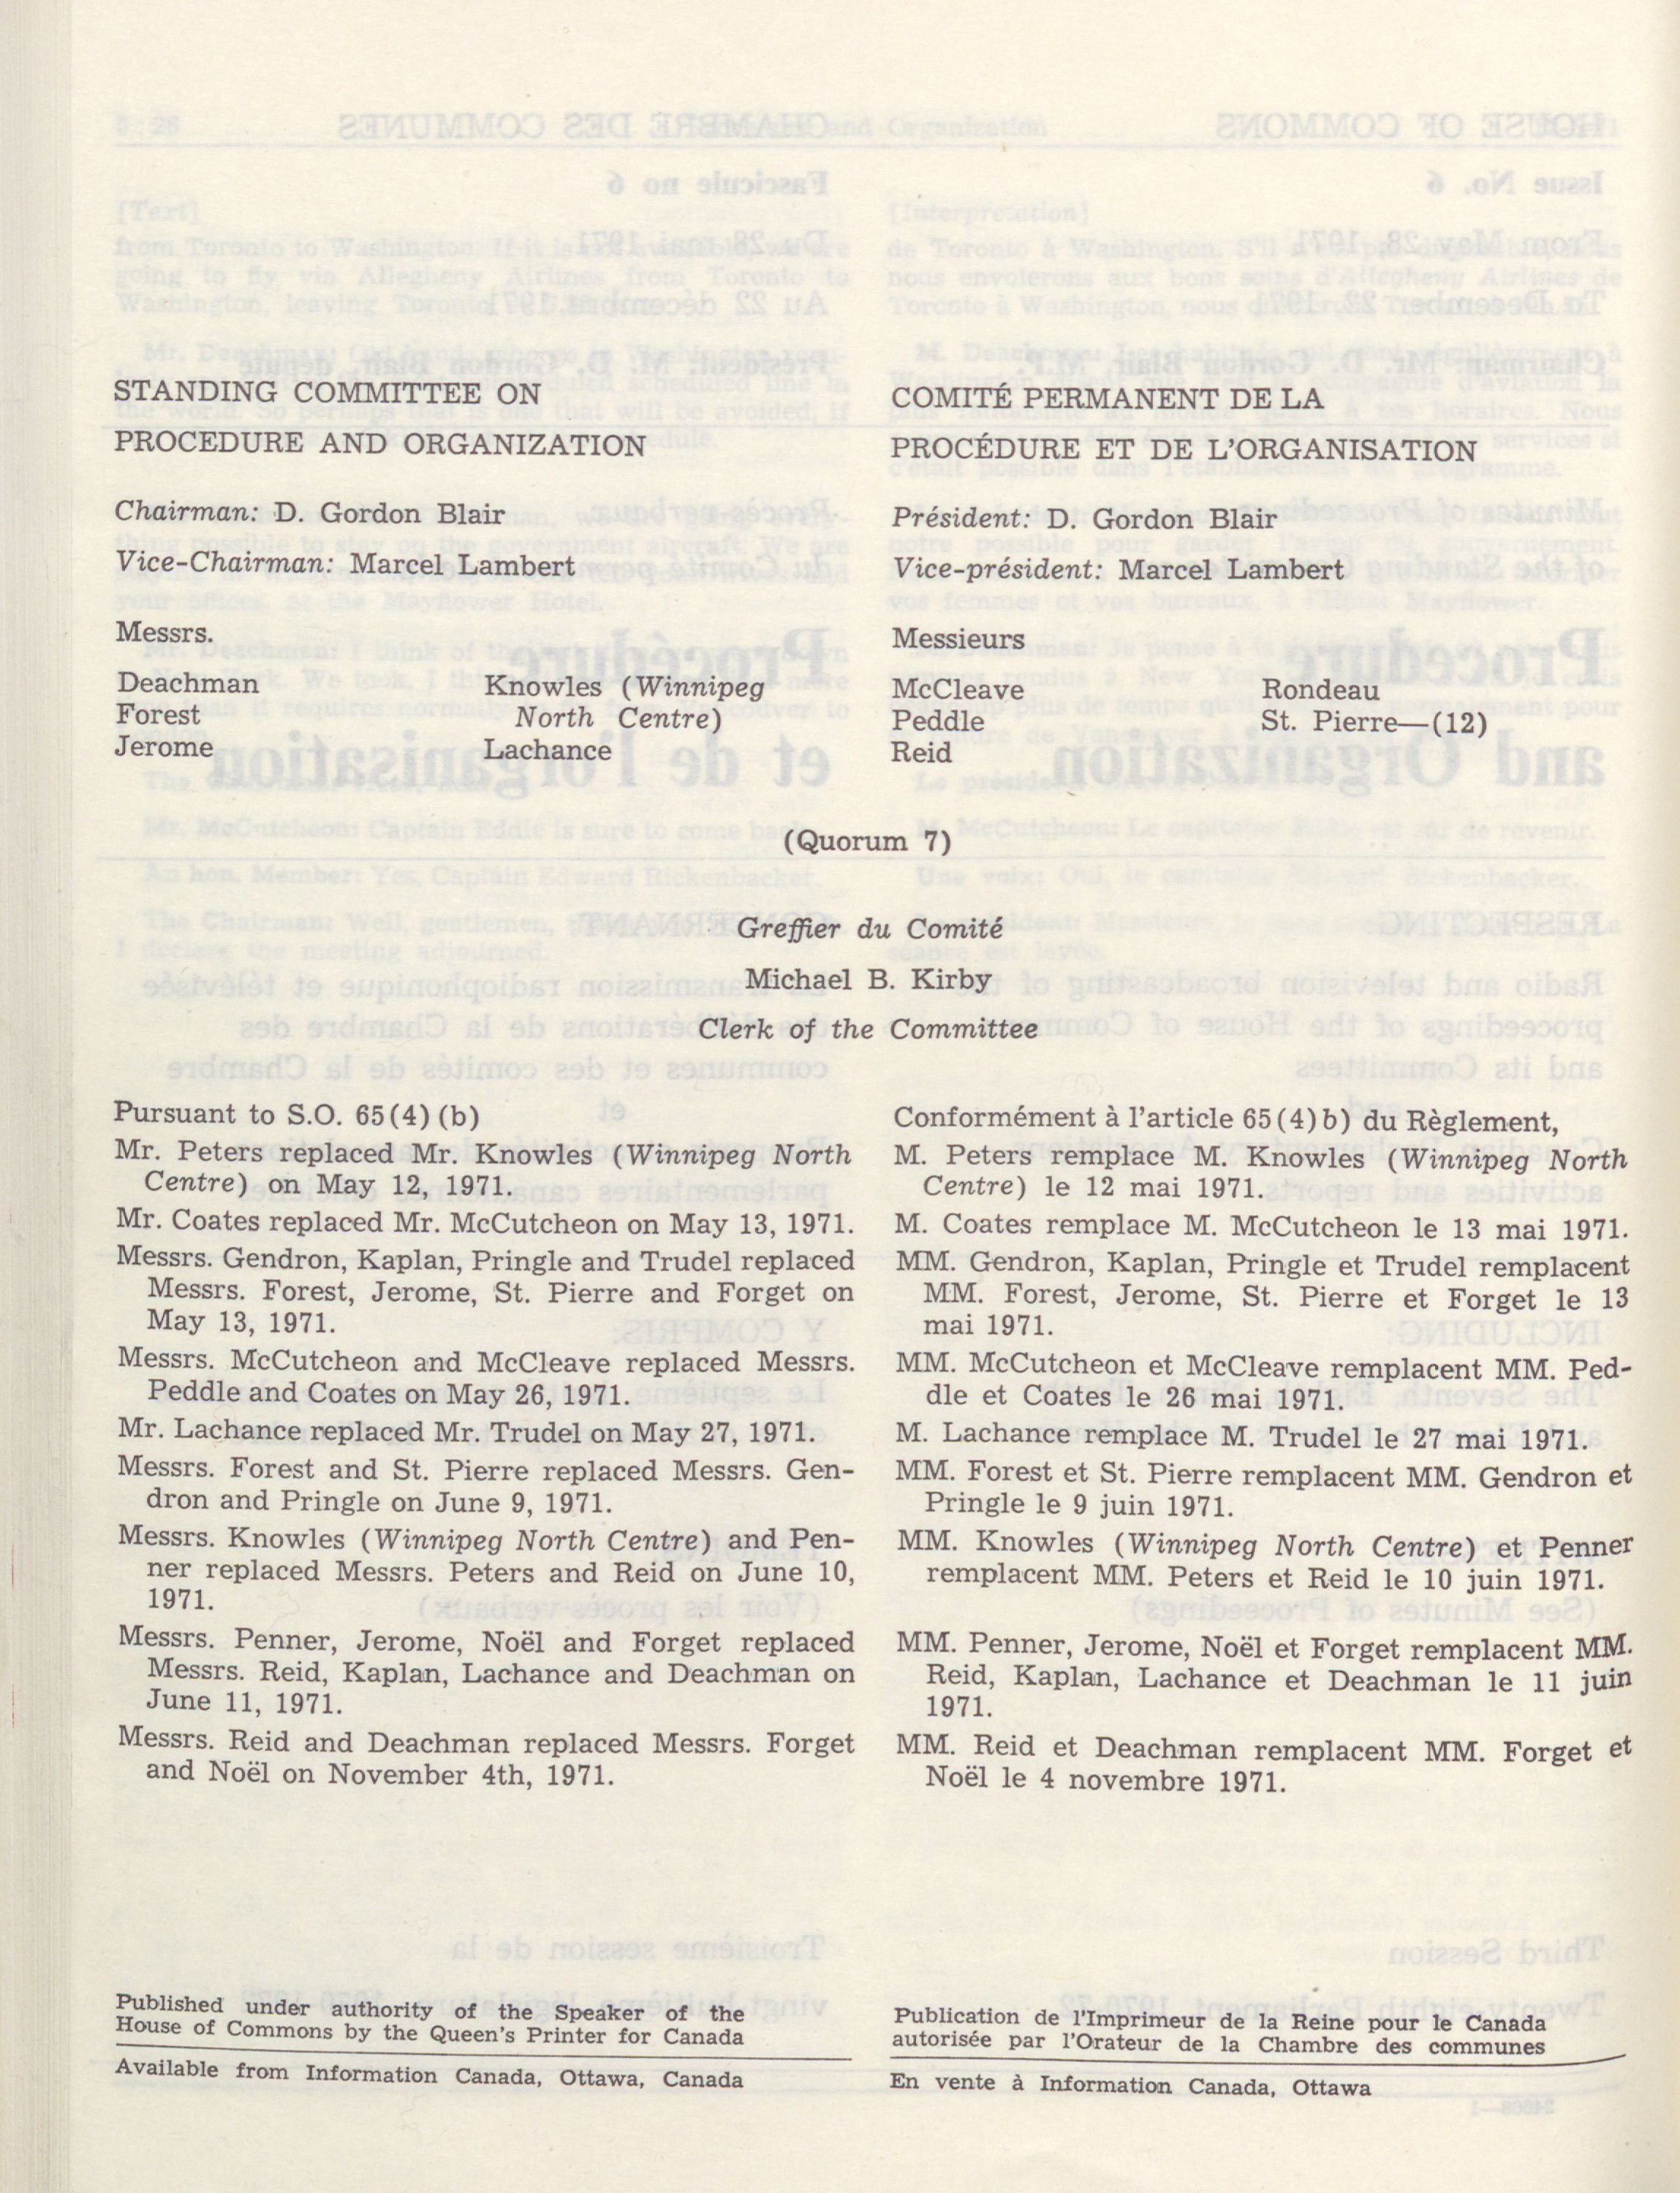 STANDING COMMITTEE ON
PROCEDURE AND ORGANIZATION
Chairman: D. Gordon Blair
Vice-Chairman: Marcel Lambert
Messrs.
Deachman
Forest
Jerome
Knowles (Winnipeg
North Centre)
Lachance
COMITÉ PERMANENT DE LA
PROCÉDURE ET DE L'ORGANISATION
Président: D. Gordon Blair
Vice-président: Marcel Lambert
Messieurs
McCleave
Peddle
Reid
Rondeau
St. Pierre—(12)
(Quorum 7)
Greffier du Comité
Michael B. Kirby
Clerk of the Committee
Pursuant to S.O. 65(4)(b)
Mr. Peters replaced Mr. Knowles (Winnipeg North
Centre) on May 12, 1971.
Mr. Coates replaced Mr. McCutcheon on May 13, 1971.
Messrs. Gendron, Kaplan, Pringle and Trudel replaced
Messrs. Forest, Jerome, St. Pierre and Forget on
May 13, 1971.
Messrs. McCutcheon and McCleave replaced Messrs.
Peddle and Coates on May 26, 1971.
Mr. Lachance replaced Mr. Trudel on May 27, 1971.
Messrs. Forest and St. Pierre replaced Messrs. Gen-
dron and Pringle on June 9, 1971.
Messrs. Knowles (Winnipeg North Centre) and Pen-
ner replaced Messrs. Peters and Reid on June 10,
1971.
Messrs. Penner, Jerome, Noël and Forget replaced
Messrs. Reid, Kaplan, Lachance and Deachman on
June 11, 1971.
Messrs. Reid and Deachman replaced Messrs. Forget
and Noël on November 4th, 1971.
Conformément à l'article 65(4)b) du Règlement,
M. Peters remplace M. Knowles (Winnipeg North
Centre) le 12 mai 1971.
M. Coates remplace M. McCutcheon le 13 mai 1971.
MM. Gendron, Kaplan, Pringle et Trudel remplacent
MM. Forest, Jerome, St. Pierre et Forget le 13
mai 1971.
MM. McCutcheon et McCleave remplacent MM. Ped-
dle et Coates le 26 mai 1971.
M. Lachance remplace M. Trudel le 27 mai 1971.
MM. Forest et St. Pierre remplacent MM. Gendron et
Pringle le 9 juin 1971.
MM. Knowles (Winnipeg North Centre) et Penner
remplacent MM. Peters et Reid le 10 juin 1971.
MM. Penner, Jerome, Noël et Forget remplacent MM.
Reid, Kaplan, Lachance et Deachman le 11 juin
1971.
MM. Reid et Deachman remplacent MM. Forget et
Noël le 4 novembre 1971.
Published under authority of the Speaker of the
House of Commons by the Queen's Printer for Canada
Available from Information Canada, Ottawa, Canada
Publication de l'Imprimeur de la Reine pour le Canada
autorisée par l'Orateur de la Chambre des communes
En vente à Information Canada, Ottawa